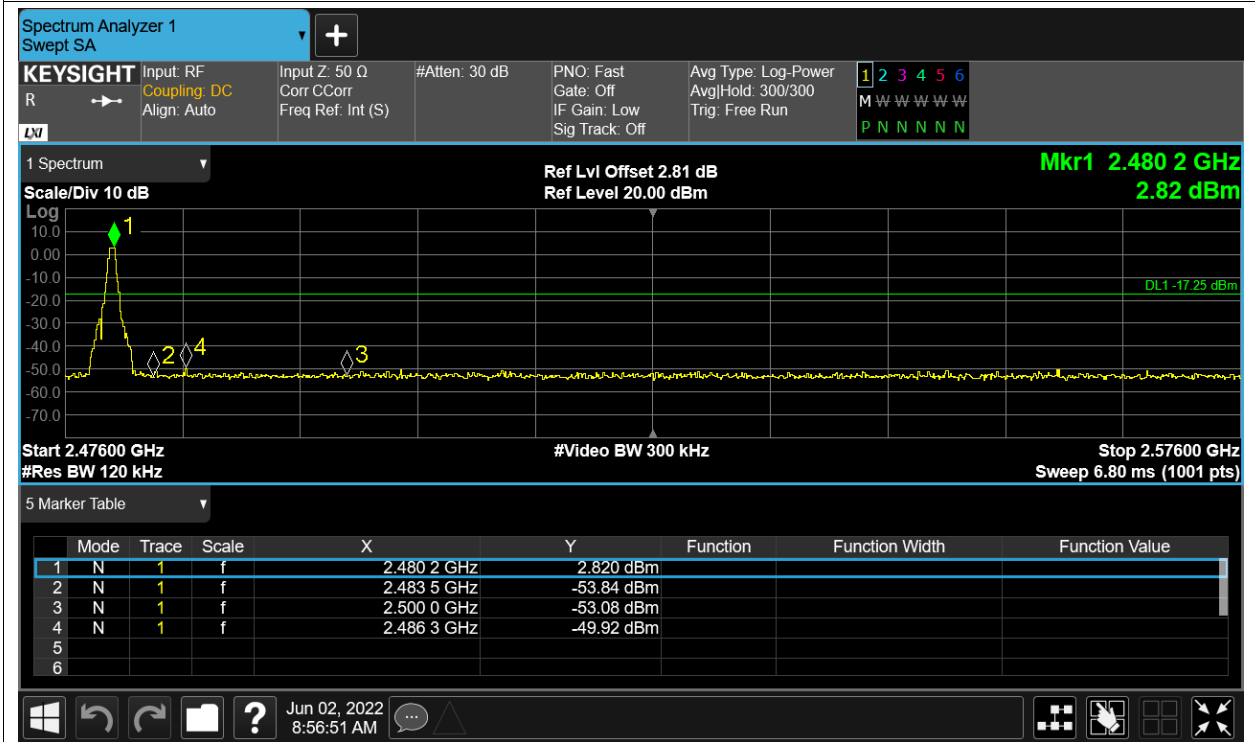 Spectrum Analyzer 1
Swept SA
+
KEYSIGHT Input: RF Input Z: 50 Ω #Atten: 30 dB PNO: Fast Avg Type: Log-Power 1 2 3 4 5 6
R Coupling: DC Corr CCorr Gate: Off Avg|Hold: 300/300 M W W W W W
Align: Auto Freq Ref: Int (S) IF Gain: Low Trig: Free Run
LXI Sig Track: Off P N N N N N
1 Spectrum Ref Lvl Offset 2.81 dB Mkr1 2.480 2 GHz
Scale/Div 10 dB Ref Level 20.00 dBm 2.82 dBm
Log
1
10.0
0.00
-10.0
DL1 -17.25 dBm
-20.0
-30.0
-40.0
2 4 3
-50.0
-60.0
-70.0
Start 2.47600 GHz #Video BW 300 kHz Stop 2.57600 GHz
#Res BW 120 kHz Sweep 6.80 ms (1001 pts)
5 Marker Table
Mode Trace Scale X Y Function Function Width Function Value
1 N 1 f 2.480 2 GHz 2.820 dBm
2 N 1 f 2.483 5 GHz -53.84 dBm
3 N 1 f 2.500 0 GHz -53.08 dBm
4 N 1 f 2.486 3 GHz -49.92 dBm
5
6
? Jun 02, 2022
8:56:51 AM